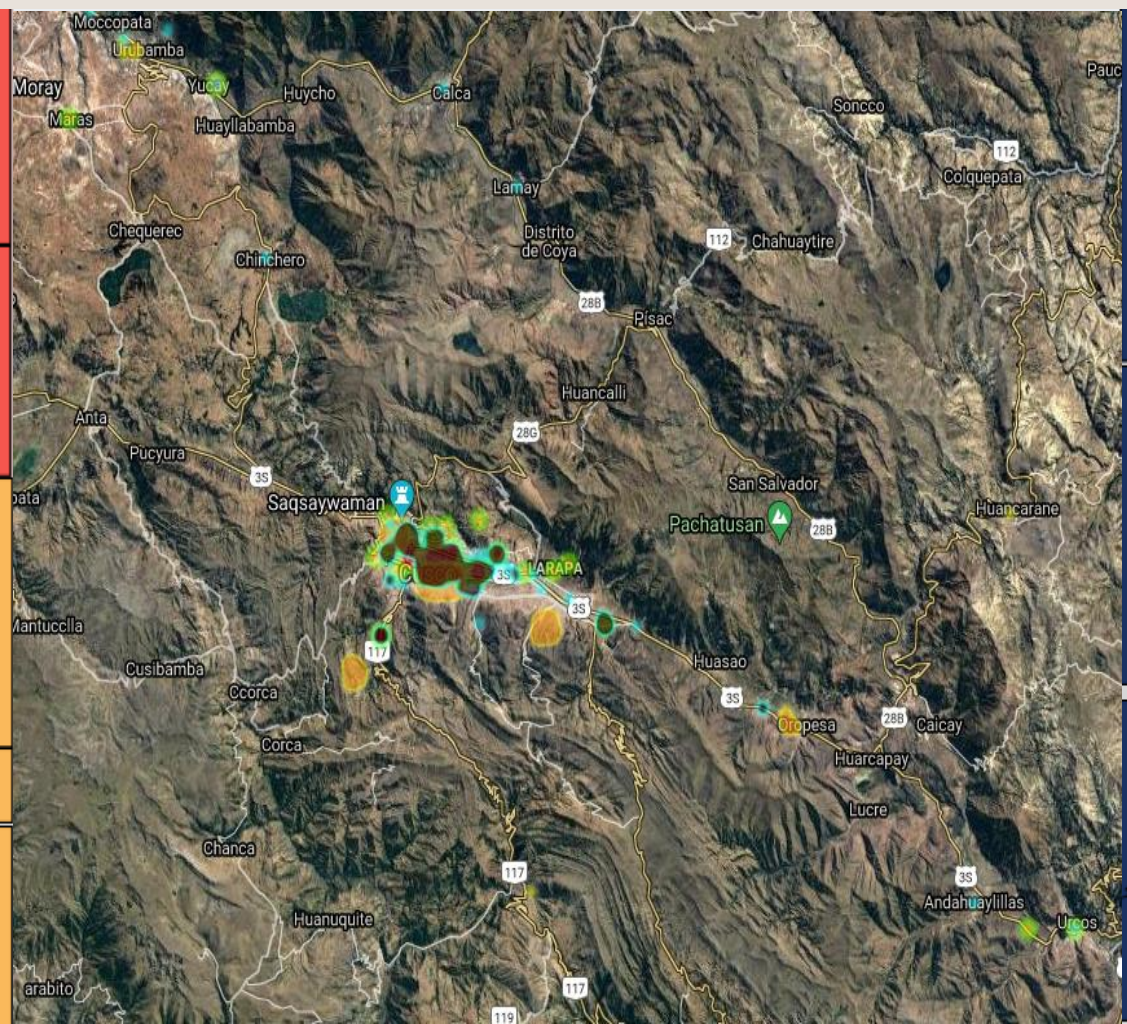 Moccopata
Urubamba
Moray
Yucay
Huycho
Calca
Pauc
Maras
Huayllabamba
Soncco
112
Colquepata
Lamay
Chequerec
Distrito
de Coya
112
Chahuaytire
Chinchero
28B
Písac
Huancalli
Anta
28G
Pucyura
3S
San Salvador
pata
Saqsaywaman
Huancarane
Pachatusan
28B
3S
LARAPA
3S
Mantucclla
117
Cusibamba
Huasao
Ccorca
3S
28B
Oropesa
Caicay
Corca
Huarcapay
Lucre
Chanca
117
3S
Andahuaylillas
Huanuquite
Urcos
arabito
117
119